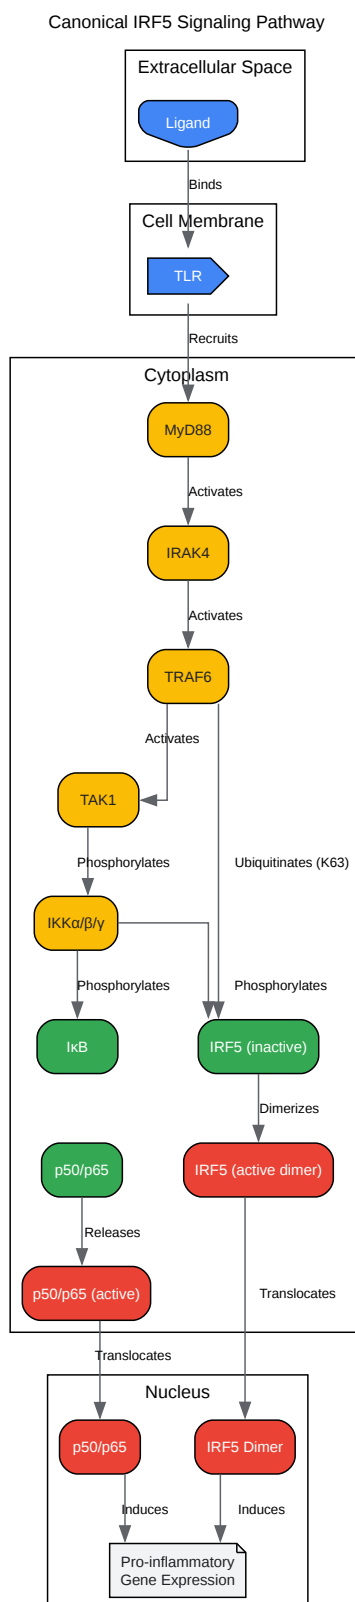 Canonical IRF5 Signaling Pathway
Extracellular Space
Ligand
Binds
Cell Membrane
TLR
Recruits
Cytoplasm
MyD88
Activates
IRAK4
Activates
TRAF6
Activates
TAK1
Phosphorylates
Ubiquitinates (K63)
IKKα/β/γ
Phosphorylates
Phosphorylates
IκB
IRF5 (inactive)
Dimerizes
p50/p65
IRF5 (active dimer)
Releases
p50/p65 (active)
Translocates
Translocates
Nucleus
p50/p65
IRF5 Dimer
Induces
Induces
Pro-inflammatory
Gene Expression